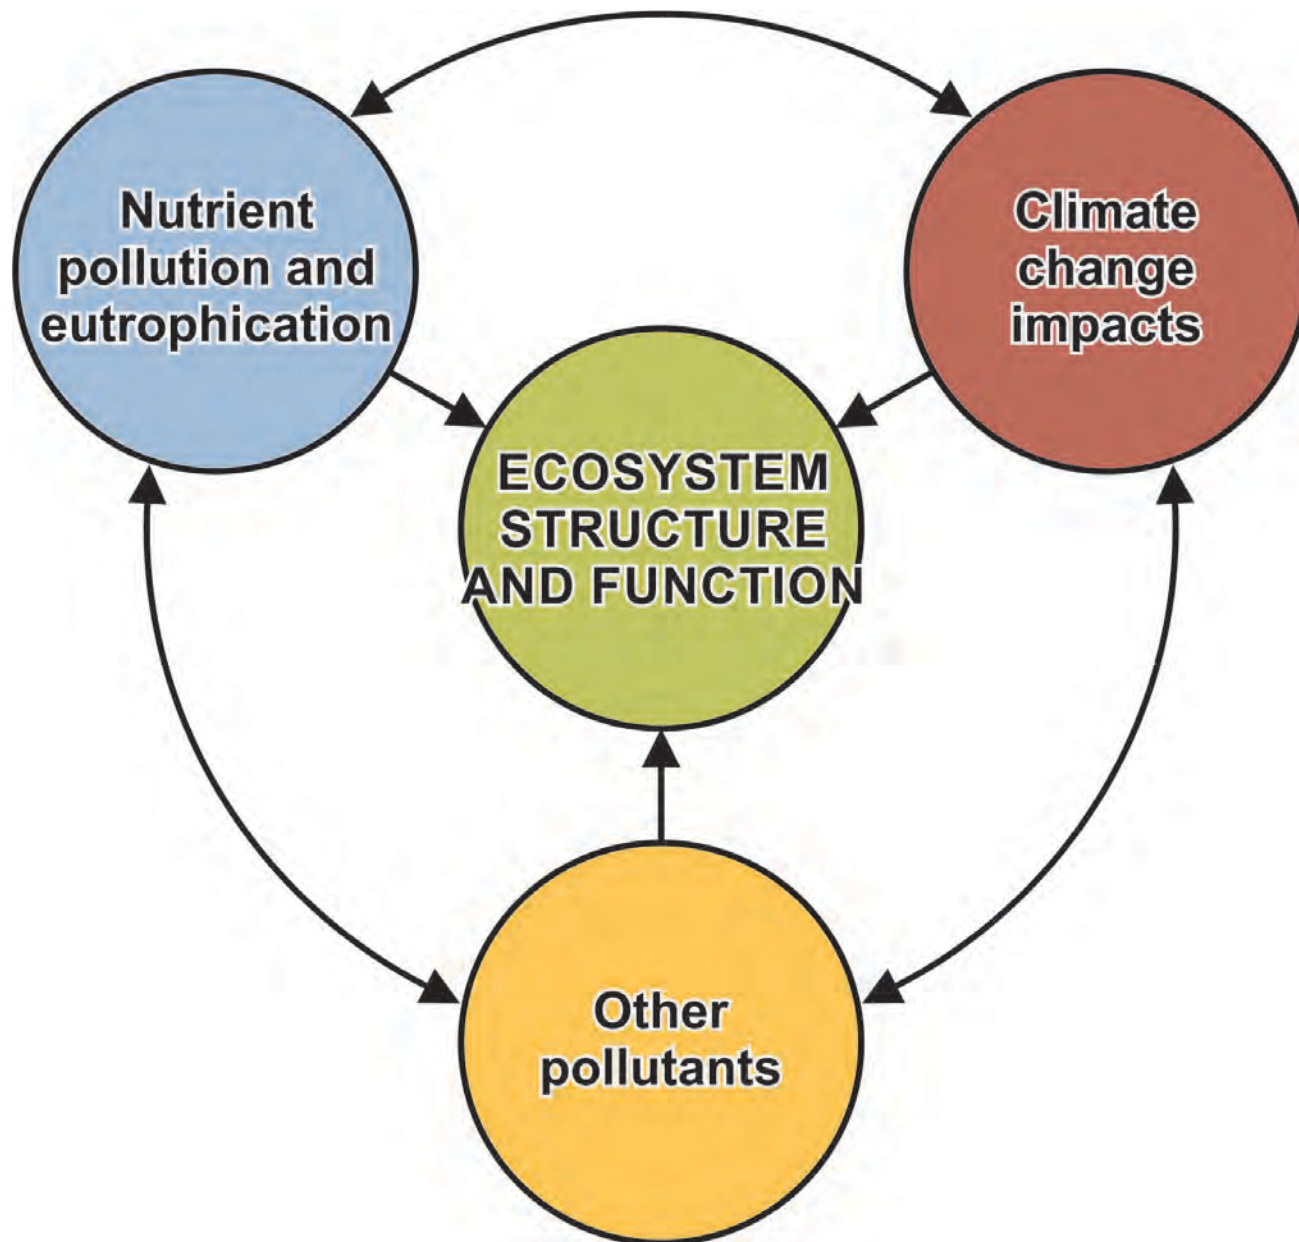 Nutrient
pollution and
eutrophication
Climate
change
impacts
ECOSYSTEM
STRUCTURE
AND FUNCTION
Other
pollutants